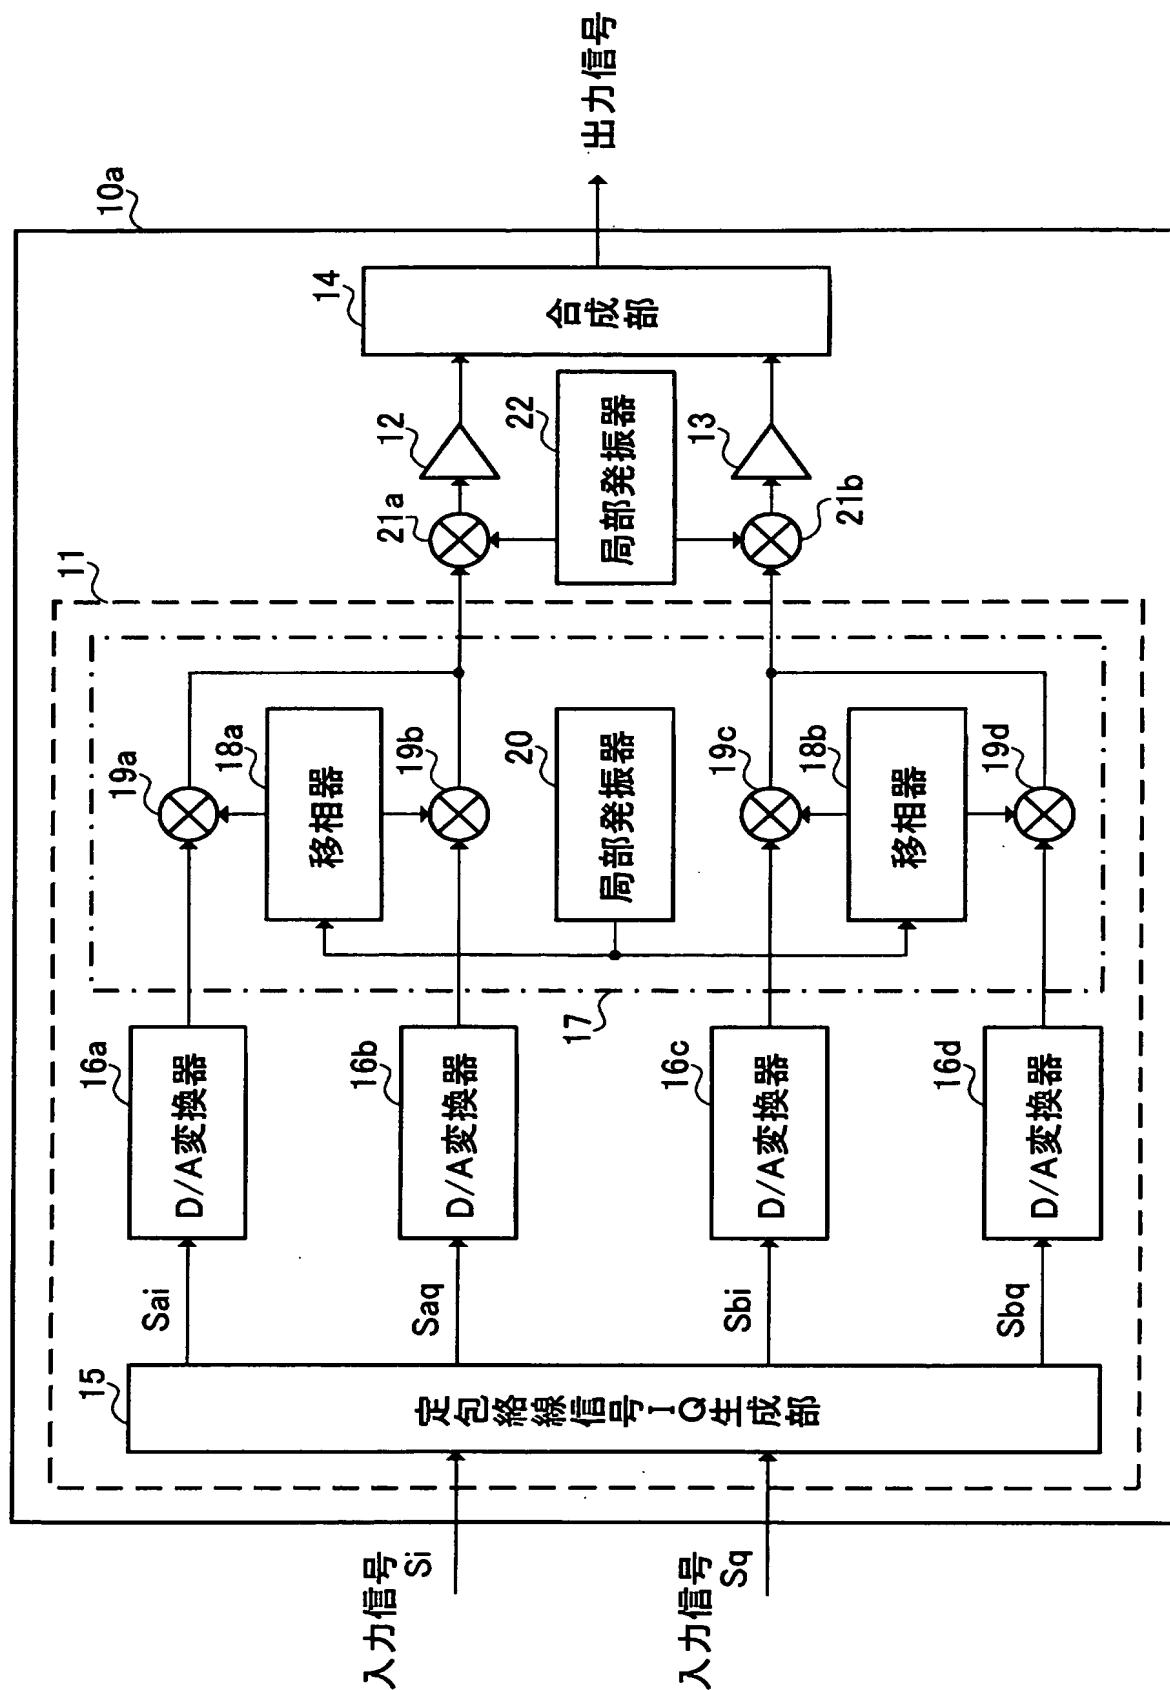 10a
11
入力信号
Si
入力信号
Sq
15
定包絡線信号IQ生成部
Sai
Saq
Sbi
Sbq
16a
D/A変換器
16b
D/A変換器
16c
D/A変換器
16d
D/A変換器
17
19a
18a
移相器
19b
20
局部発振器
19c
18b
移相器
19d
21a
12
22
局部発振器
13
21b
14
合成部
出力信号